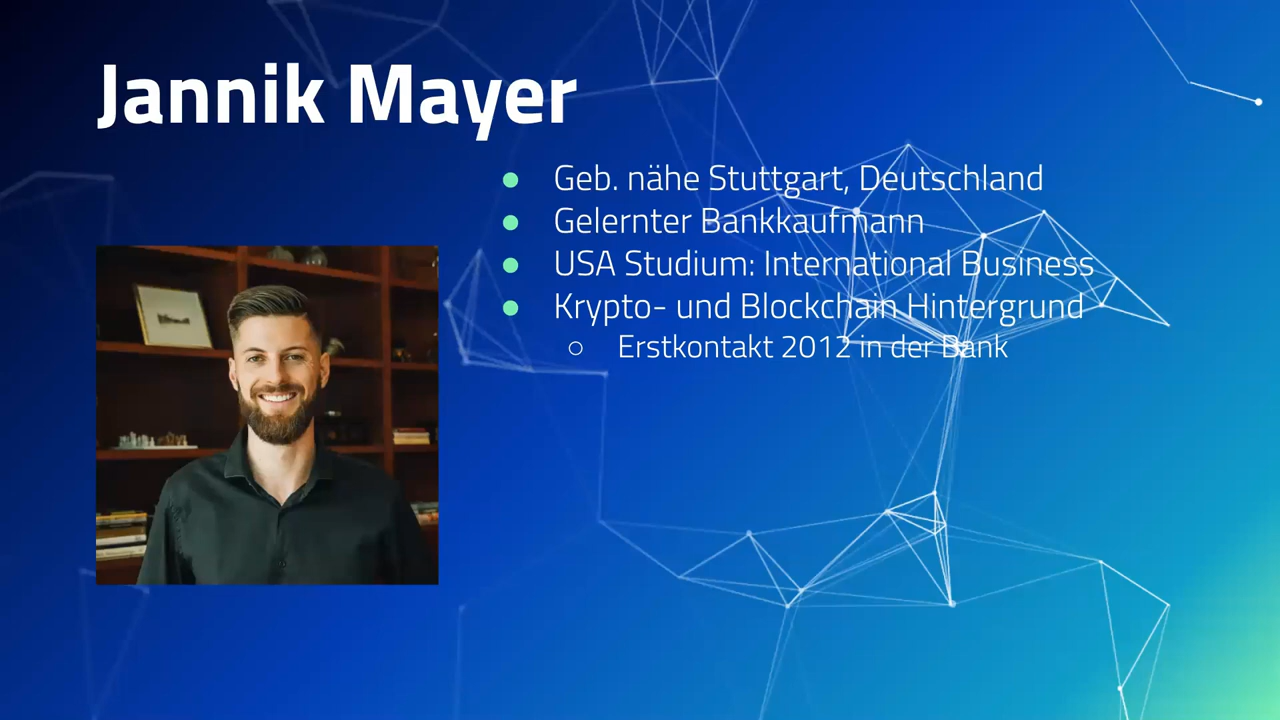 Jannik Mayer
● Geb. nähe Stuttgart, Deutschland
● Gelernter Bankkaufmann
● USA Studium: International Business
● Krypto- und Blockchain Hintergrund
○ Erstkontakt 2012 in der Bank